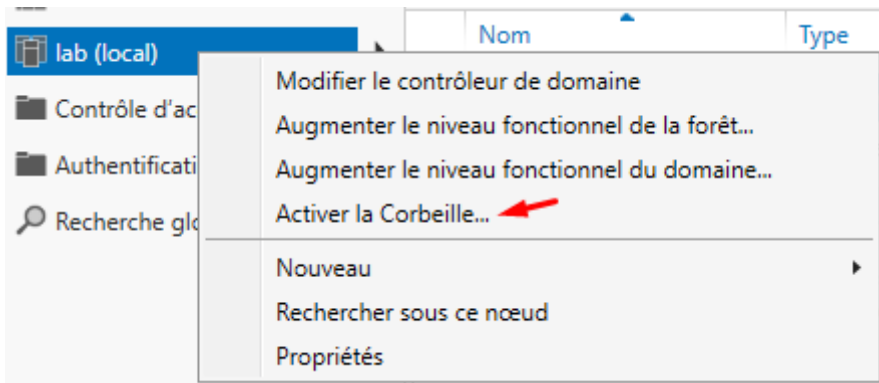 Nom Type
lab (local)
Modifier le contrôleur de domaine
Contrôle d'ac
Augmenter le niveau fonctionnel de la forêt...
Authentificati
Augmenter le niveau fonctionnel du domaine...
Activer la Corbeille...
Recherche glo
Nouveau
Rechercher sous ce nœud
Propriétés